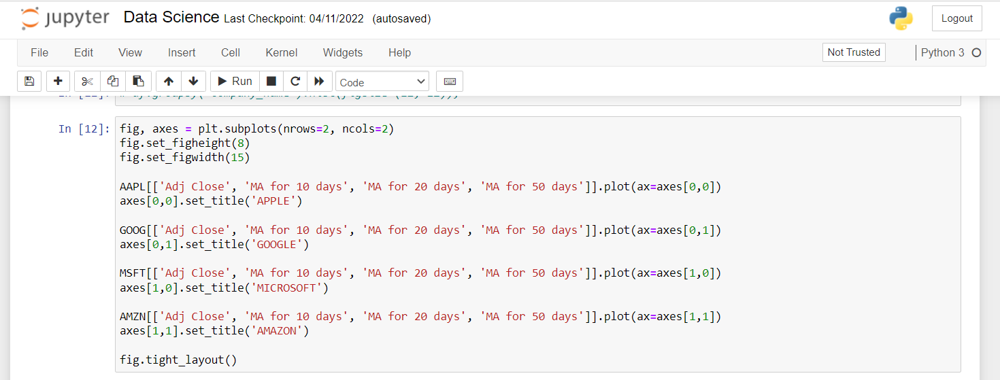 jupyter Data Science Last Checkpoint: 04/11/2022 (autosaved) Logout
File Edit View Insert Cell Kernel Widgets Help Not Trusted Python 3
Run Code
In [12]: fig, axes = plt.subplots(nrows=2, ncols=2)
fig.set_figheight(8)
fig.set_figwidth(15)
AAPL[['Adj Close', 'MA for 10 days', 'MA for 20 days', 'MA for 50 days']].plot(ax=axes[0,0])
axes[0,0].set_title('APPLE')
GOOG[['Adj Close', 'MA for 10 days', 'MA for 20 days', 'MA for 50 days']].plot(ax=axes[0,1])
axes[0,1].set_title('GOOGLE')
MSFT[['Adj Close', 'MA for 10 days', 'MA for 20 days', 'MA for 50 days']].plot(ax=axes[1,0])
axes[1,0].set_title('MICROSOFT')
AMZN[['Adj Close', 'MA for 10 days', 'MA for 20 days', 'MA for 50 days']].plot(ax=axes[1,1])
axes[1,1].set_title('AMAZON')
fig.tight_layout()